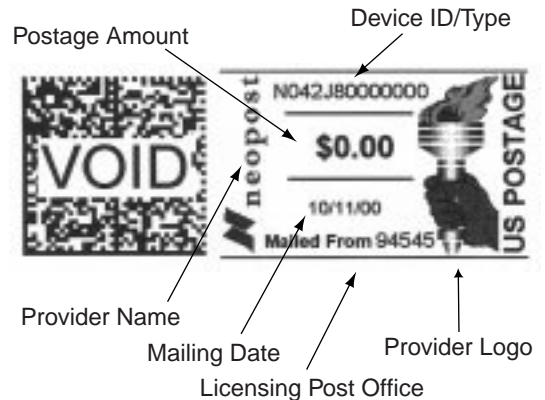 Device ID/Type
Postage Amount
N042J80000000
neopost
$0.00
VOID
US POSTAGE
10/11/00
Mailed From 94545
Provider Name
Mailing Date
Provider Logo
Licensing Post Office